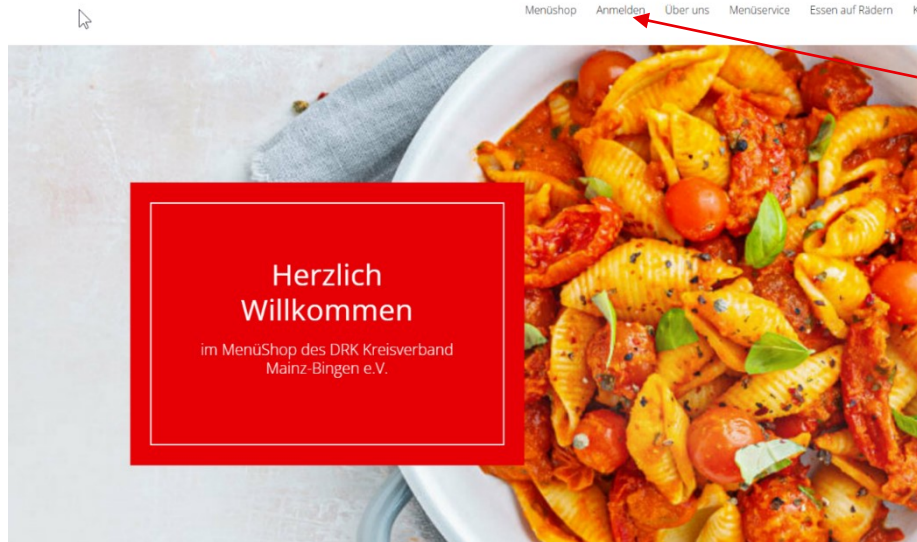 Menüshop Anmelden Über uns Menüservice Essen auf Rädern K
Herzlich
Willkommen
im MenüShop des DRK Kreisverband
Mainz-Bingen e.V.